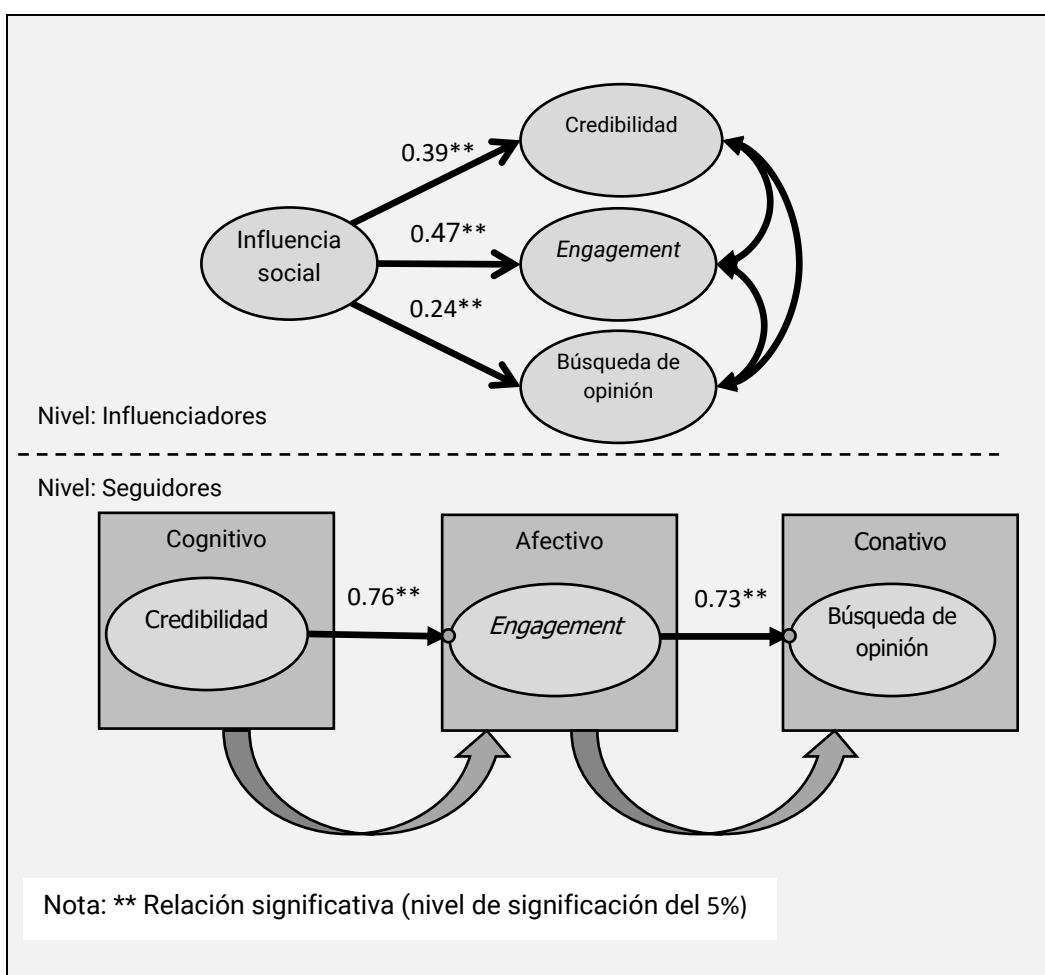 Credibilidad
0.39**
Influencia
social
0.47**
Engagement
0.24**
Búsqueda de
opinión
Nivel: Influenciadores
Nivel: Seguidores
Cognitivo
Afectivo
Conativo
Credibilidad
0.76**
Engagement
0.73**
Búsqueda de
opinión
Nota: ** Relación significativa (nivel de significación del 5%)